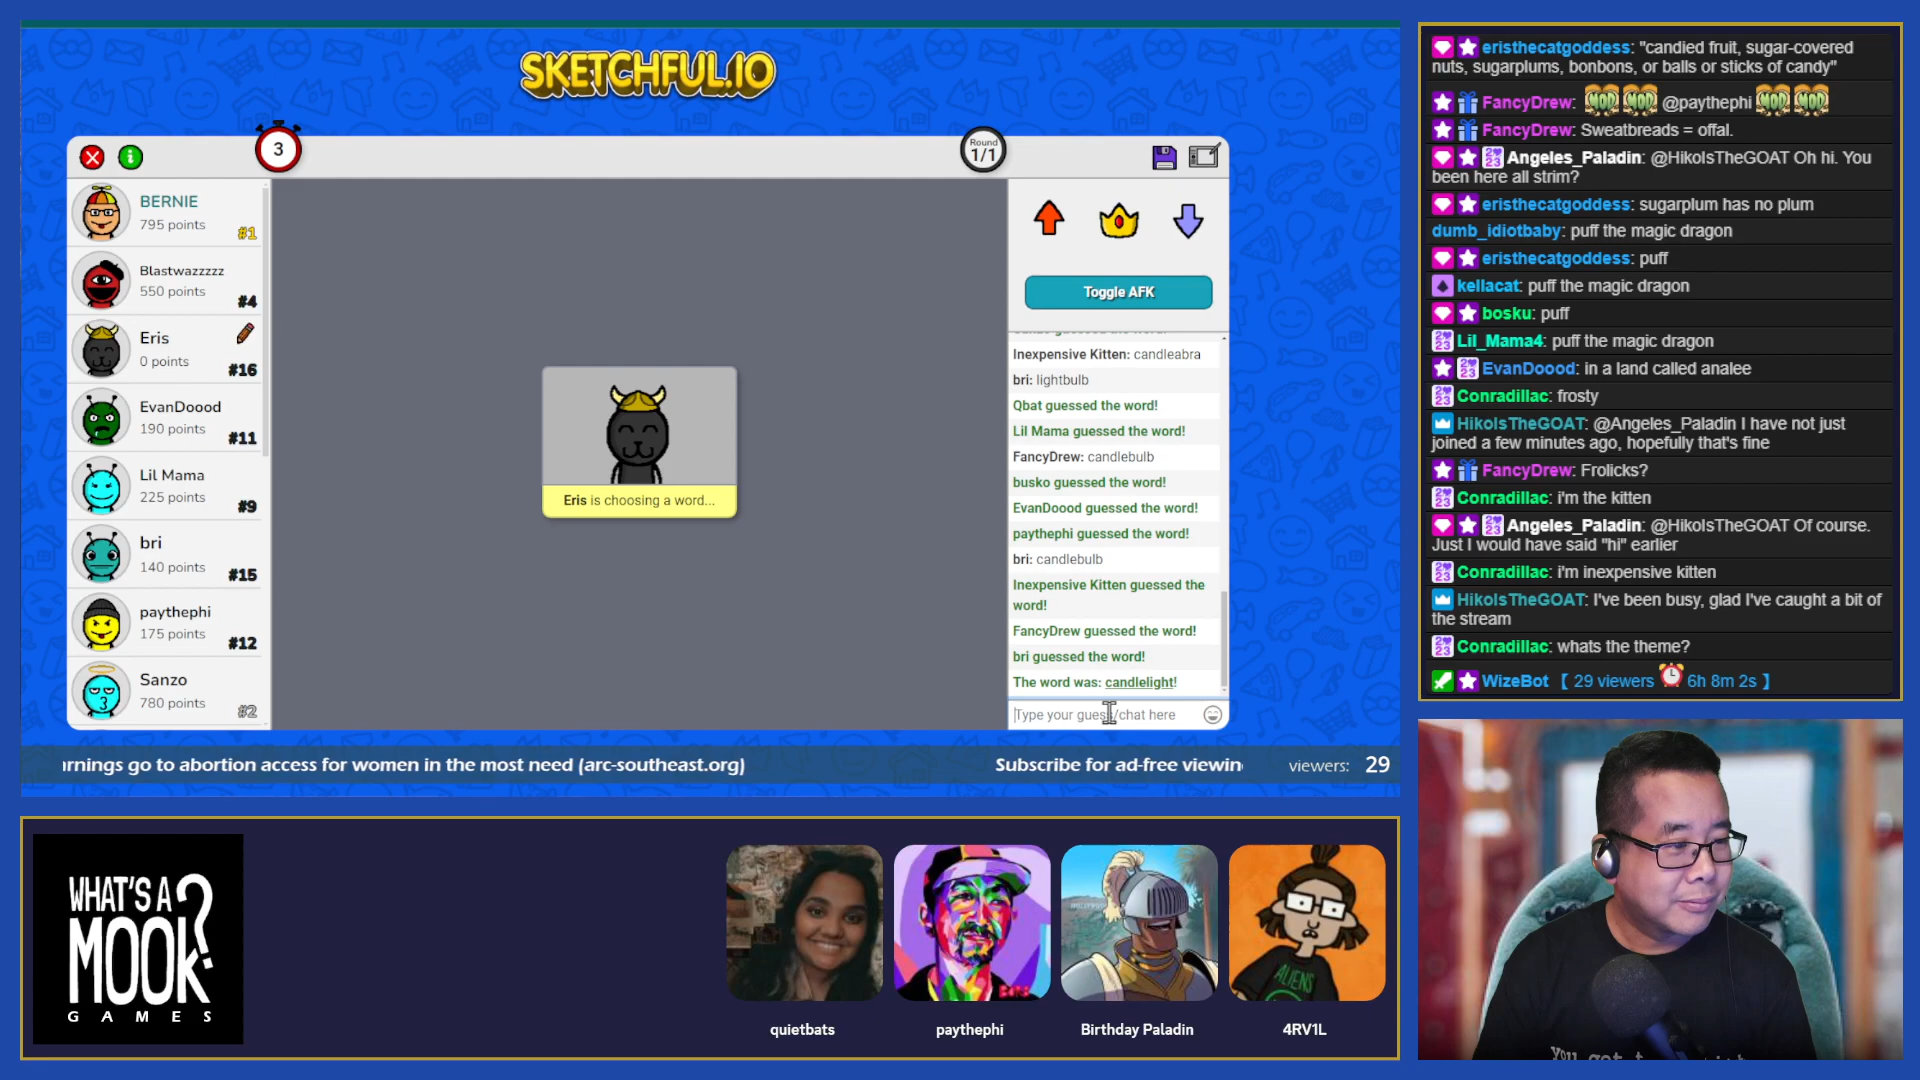 SKETCHFUL.IO
3
Round
1/1
BERNIE
795 points
#1
Blastwazzzzz
550 points
#4
Eris
0 points
#16
EvanDoood
190 points
#11
Lil Mama
225 points
#9
bri
140 points
#15
paythephi
175 points
#12
Sanzo
780 points
#2
Eris is choosing a word...
Toggle AFK
Inexpensive Kitten: candleabra
bri: lightbulb
Qbat guessed the word!
Lil Mama guessed the word!
FancyDrew: candlebulb
busko guessed the word!
EvanDoood guessed the word!
paythephi guessed the word!
bri: candlebulb
Inexpensive Kitten guessed the
word!
FancyDrew guessed the word!
bri guessed the word!
The word was: candlelight!
Type your guess/chat here
arnings go to abortion access for women in the most need (arc-southeast.org)
Subscribe for ad-free viewin
viewers: 29
WHAT'S A
MOOK?
GAMES
ALIENS
quietbats
paythephi
Birthday Paladin
4RV1L
eristhecatgoddess: "candied fruit, sugar-covered
nuts, sugarplums, bonbons, or balls or sticks of candy"
FancyDrew: MOD MOD @paythephi MOD MOD
FancyDrew: Sweatbreads = offal.
Angeles_Paladin: @HikoIsTheGOAT Oh hi. You
been here all strim?
eristhecatgoddess: sugarplum has no plum
dumb_idiotbaby: puff the magic dragon
eristhecatgoddess: puff
kellacat: puff the magic dragon
bosku: puff
Lil_Mama4: puff the magic dragon
EvanDoood: in a land called analee
Conradillac: frosty
HikoIsTheGOAT: @Angeles_Paladin I have not just
joined a few minutes ago, hopefully that's fine
FancyDrew: Frolicks?
Conradillac: i'm the kitten
Angeles_Paladin: @HikoIsTheGOAT Of course.
Just I would have said "hi" earlier
Conradillac: i'm inexpensive kitten
HikoIsTheGOAT: I've been busy, glad I've caught a bit of
the stream
Conradillac: whats the theme?
WizeBot [ 29 viewers 6h 8m 2s ]